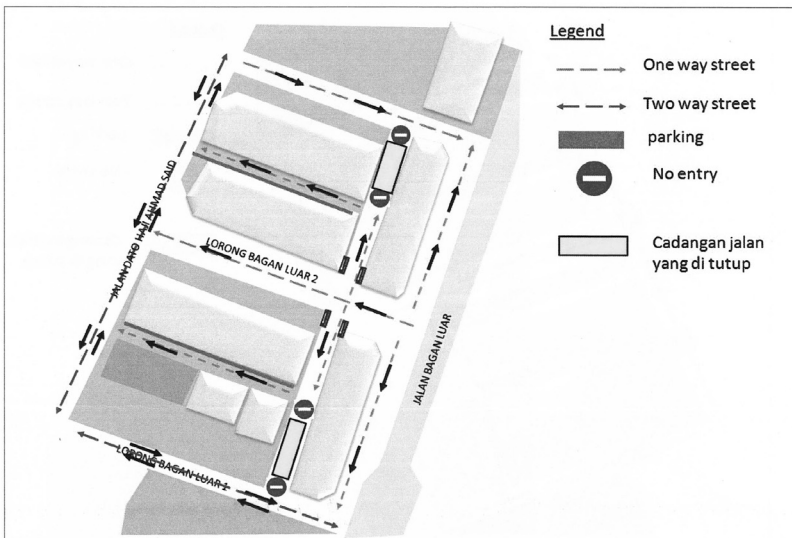 Legend
One way street
Two way street
parking
No entry
Cadangan jalan
yang di tutup
JALAN DATO HAJI AHMAD SAID
LORONG BAGAN LUAR 2
JALAN BAGAN LUAR
LORONG BAGAN LUAR 1